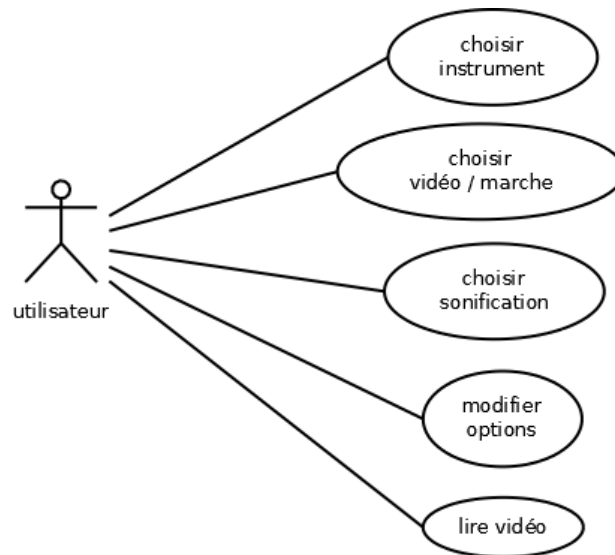 choisir
instrument
choisir
vidéo / marche
utilisateur
choisir
sonification
modifier
options
lire vidéo